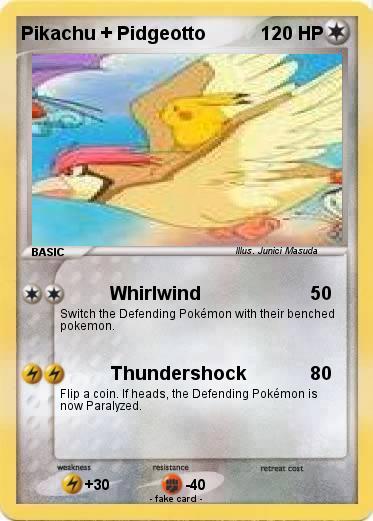 Pikachu + Pidgeotto 120 HP
BASIC Illus. Junici Masuda
Whirlwind 50
Switch the Defending Pokémon with their benched
pokemon.
Thundershock 80
Flip a coin. If heads, the Defending Pokémon is
now Paralyzed.
weakness resistance retreat cost
+30 -40
- fake card -